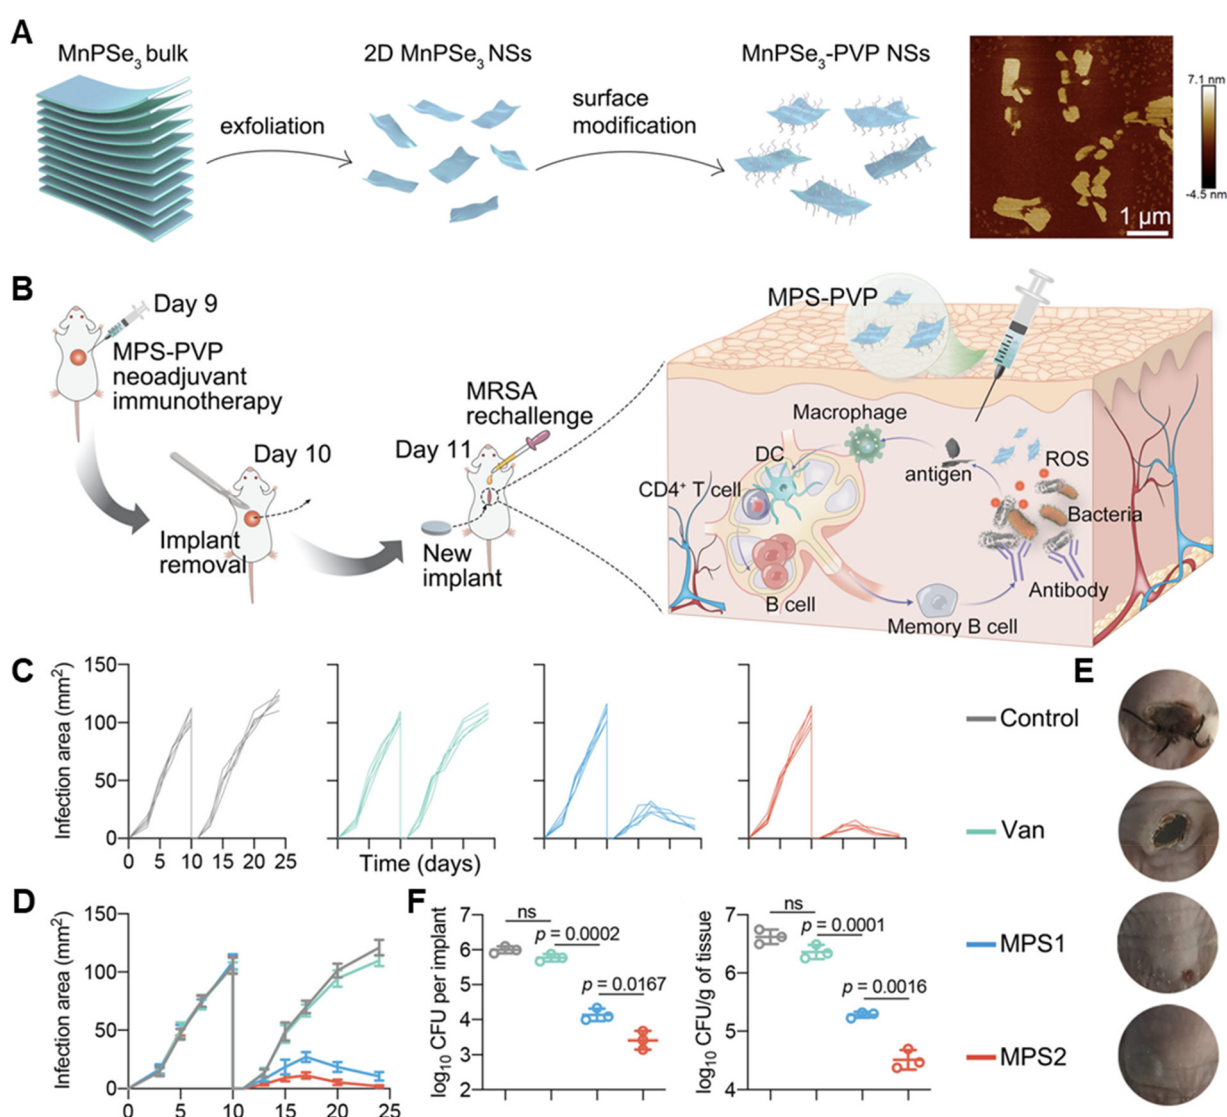 A
MnPSe₃ bulk
exfoliation
2D MnPSe₃ NSs
surface
modification
MnPSe₃-PVP NSs
1 µm
7.1 nm
-4.5 nm
B
Day 9
MPS-PVP
neoadjuvant
immunotherapy
Day 10
Implant
removal
Day 11
MRSA
rechallenge
New
implant
MPS-PVP
Macrophage
DC
CD4⁺ T cell
B cell
antigen
ROS
Bacteria
Antibody
Memory B cell
C
Infection area (mm²)
150
100
50
0
0 5 10 15 20 25
Time (days)
Control
Van
MPS1
MPS2
E
D
Infection area (mm²)
150
100
50
0
0 5 10 15 20 25
F
log₁₀ CFU per implant
7
6
5
4
3
2
ns
p = 0.0002
p = 0.0167
log₁₀ CFU/g of tissue
7
6
5
4
ns
p = 0.0001
p = 0.0016